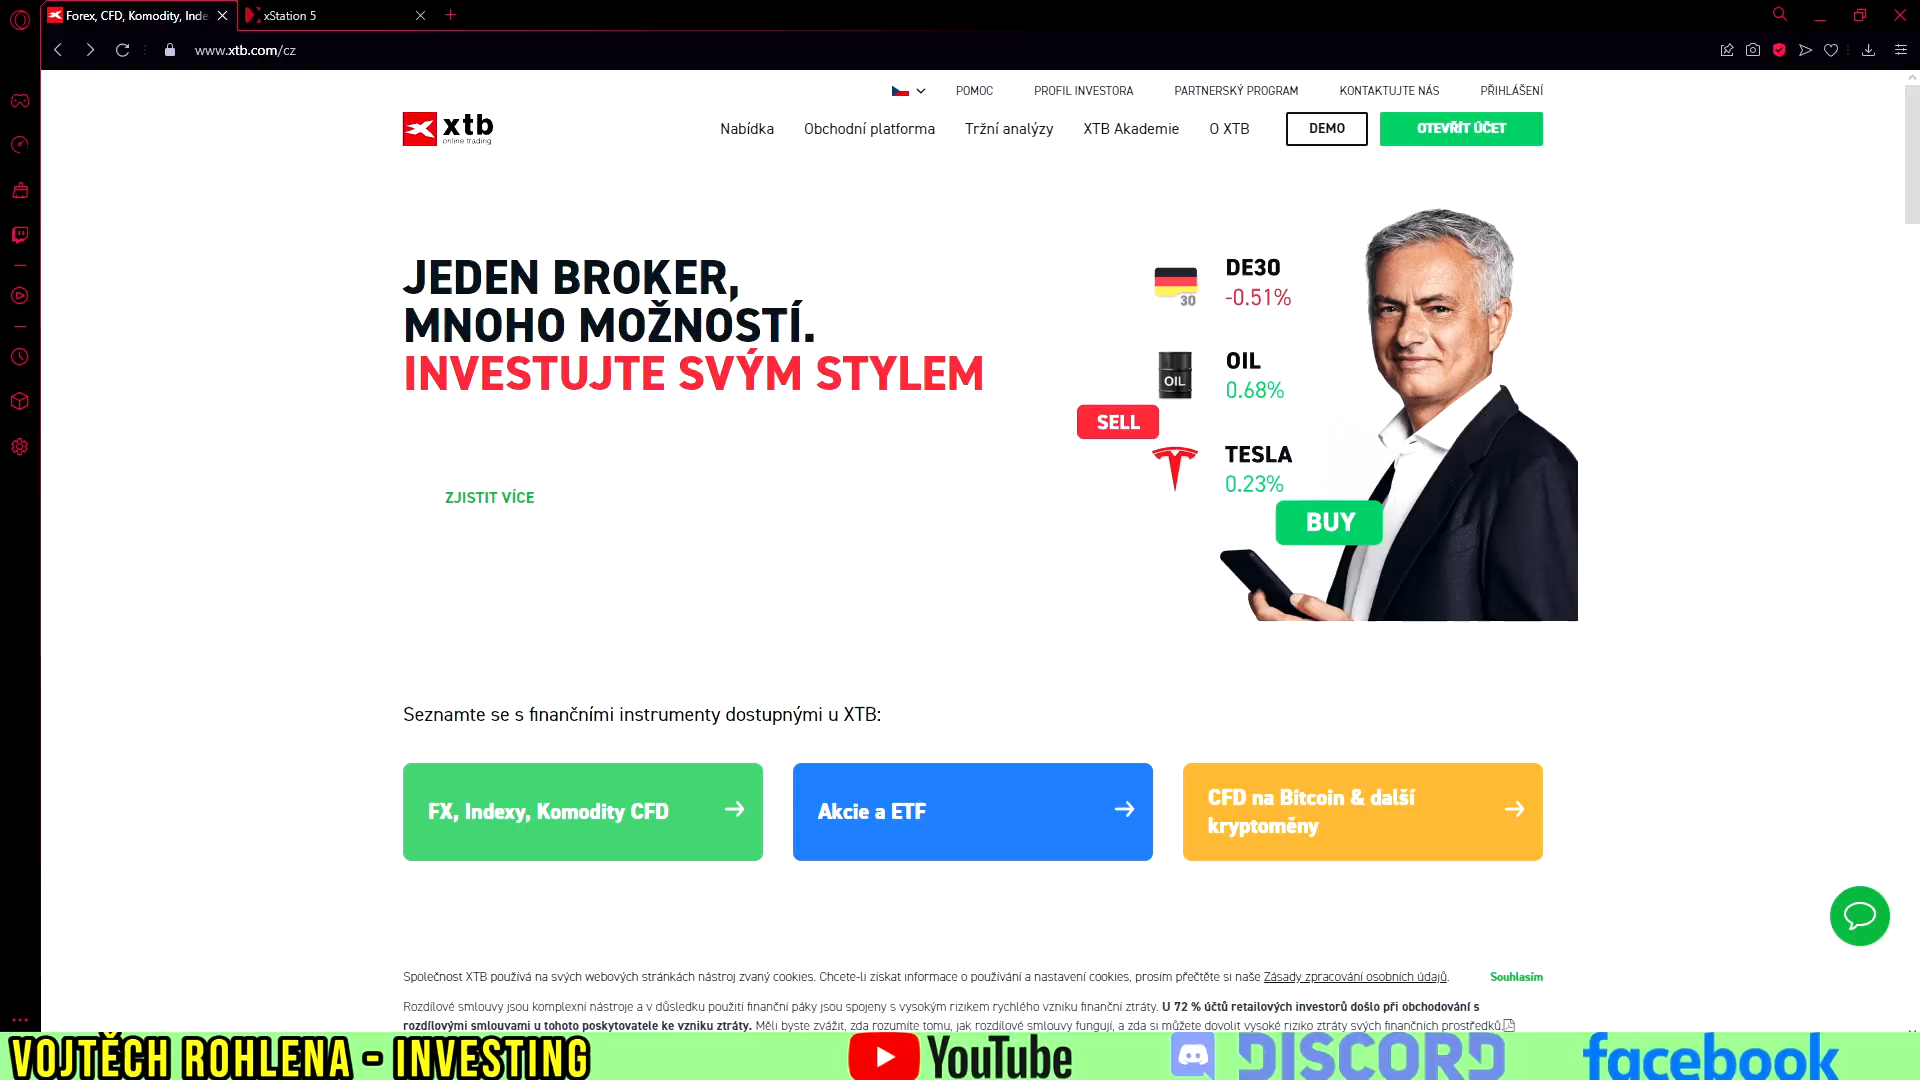 Forex, CFD, Komodity, Inde
xStation 5
www.xtb.com/cz
POMOC
PROFIL INVESTORA
PARTNERSKÝ PROGRAM
KONTAKTUJTE NÁS
PŘIHLÁŠENÍ
xtb
online trading
Nabídka
Obchodní platforma
Tržní analýzy
XTB Akademie
O XTB
DEMO
OTEVŘÍT ÚČET
JEDEN BROKER,
MNOHO MOŽNOSTÍ.
INVESTUJTE SVÝM STYLEM
ZJISTIT VÍCE
30
DE30
-0.51%
OIL
OIL
0.68%
SELL
TESLA
0.23%
BUY
Seznamte se s finančními instrumenty dostupnými u XTB:
FX, Indexy, Komodity CFD
Akcie a ETF
CFD na Bitcoin & další
kryptoměny
Společnost XTB používá na svých webových stránkách nástroj zvaný cookies. Chcete-li získat informace o používání a nastavení cookies, prosím přečtěte si naše Zásady zpracování osobních údajů.
Souhlasím
Rozdílové smlouvy jsou komplexní nástroje a v důsledku použití finanční páky jsou spojeny s vysokým rizikem rychlého vzniku finanční ztráty. U 72 % účtů retailových investorů došlo při obchodování s
rozdílovými smlouvami u tohoto poskytovatele ke vzniku ztráty. Měli byste zvážit, zda rozumíte tomu, jak rozdílové smlouvy fungují, a zda si můžete dovolit vysoké riziko ztráty svých finančních prostředků.
VOJTĚCH ROHLENA - INVESTING
YouTube
DISCORD
facebook